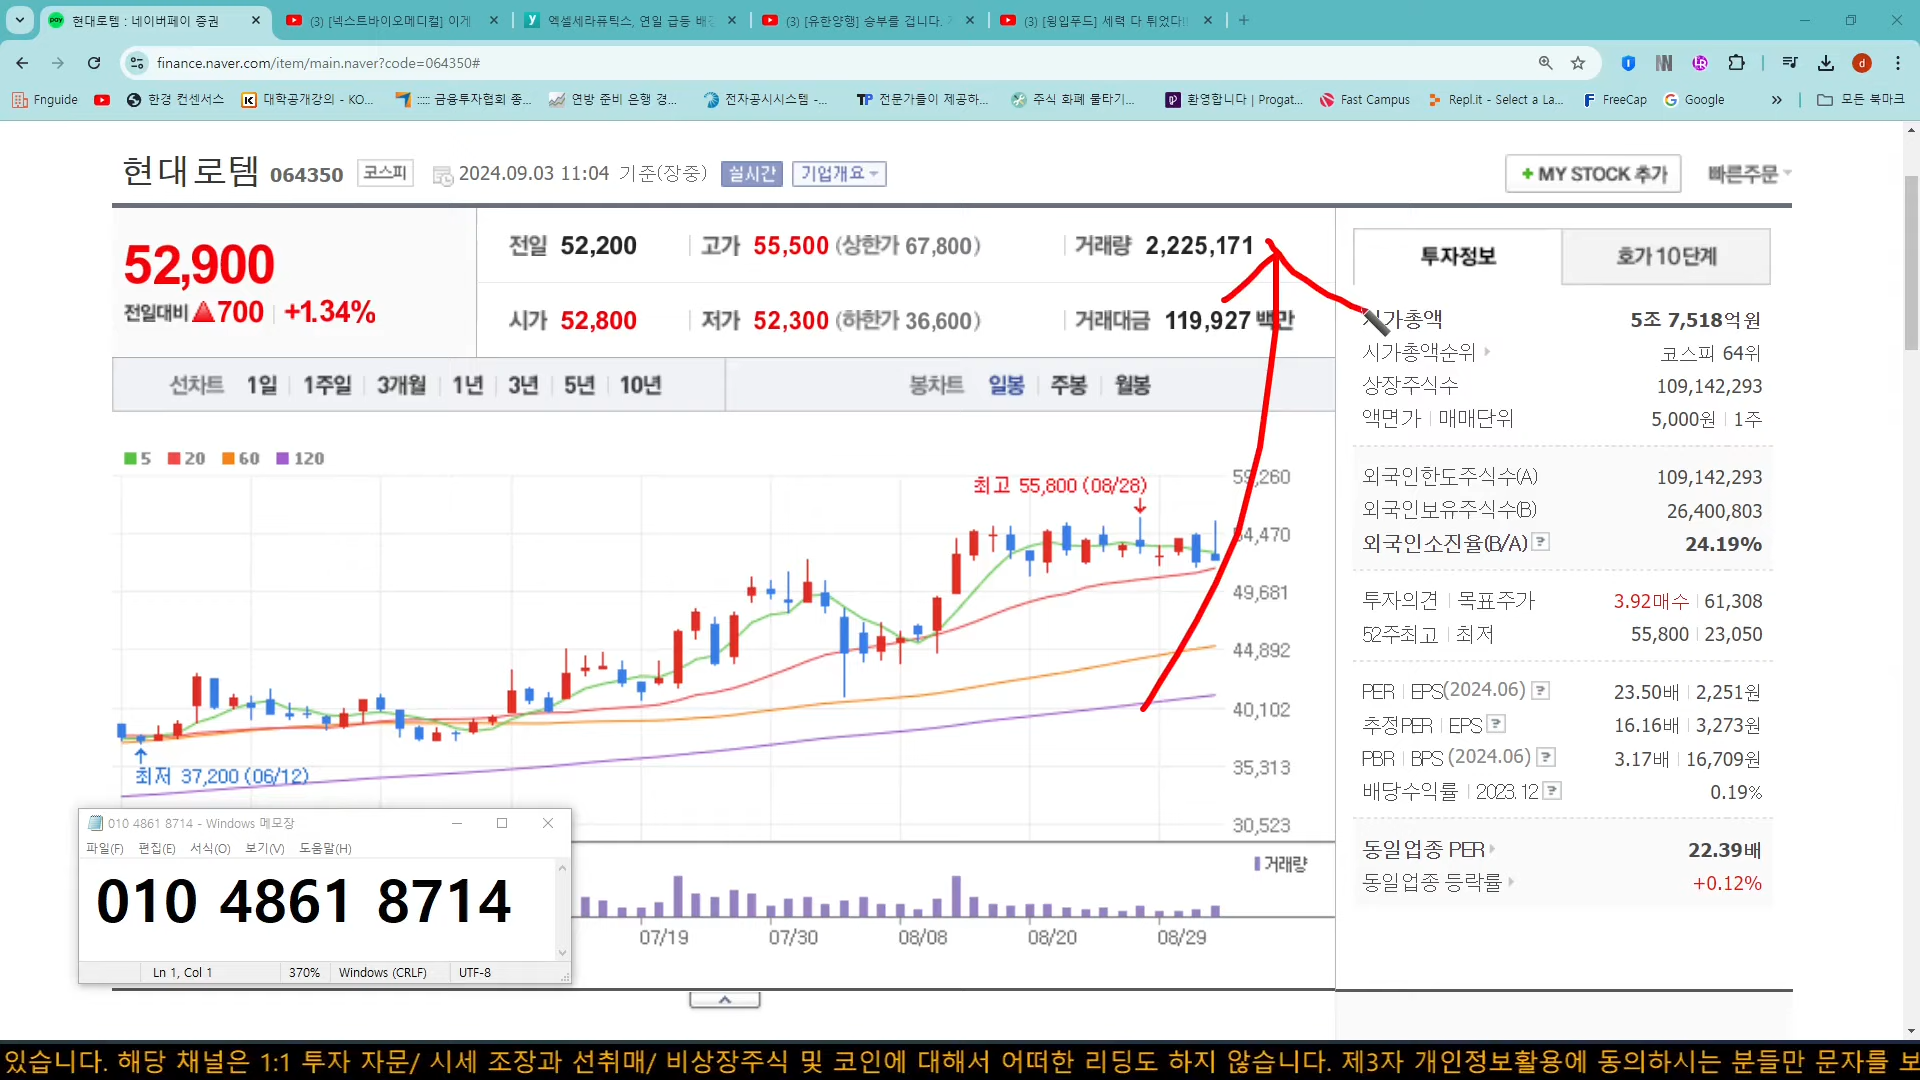 현대로템 : 네이버페이 증권
(3) [넥스트바이오메디컬] 이게
엑셀세라퓨틱스, 연일 급등 배경
(3) [유한양행] 승부를 겁니다.
(3) [윙입푸드] 세력 다 튀었다!
finance.naver.com/item/main.naver?code=064350#
Fnguide
한경 컨센서스
대학공개강의 - KO...
::::: 금융투자협회 종...
연방 준비 은행 경...
전자공시시스템 -...
전문가들이 제공하...
주식 화폐 물타기...
환영합니다 | Progat...
Fast Campus
Repl.it - Select a La...
FreeCap
Google
모든 북마크
현대로템 064350 코스피 2024.09.03 11:04 기준(장중) 실시간 기업개요
+ MY STOCK 추가 빠른주문
52,900
전일대비 ▲700 +1.34%
전일 52,200 고가 55,500 (상한가 67,800) 거래량 2,225,171
시가 52,800 저가 52,300 (하한가 36,600) 거래대금 119,927 백만
선차트 1일 1주일 3개월 1년 3년 5년 10년 봉차트 일봉 주봉 월봉
5 20 60 120
최고 55,800 (08/28)
54,470
49,681
44,892
40,102
35,313
30,523
최저 37,200 (06/12)
거래량
07/19 07/30 08/08 08/20 08/29
투자정보 호가 10단계
시가총액 5조 7,518억원
시가총액순위 코스피 64위
상장주식수 109,142,293
액면가 매매단위 5,000원 1주
외국인한도주식수(A) 109,142,293
외국인보유주식수(B) 26,400,803
외국인소진율(B/A) ? 24.19%
투자의견 목표주가 3.92매수 61,308
52주최고 최저 55,800 23,050
PER EPS(2024.06) ? 23.50배 2,251원
추정PER EPS ? 16.16배 3,273원
PBR BPS (2024.06) ? 3.17배 16,709원
배당수익률 2023.12 ? 0.19%
동일업종 PER 22.39배
동일업종 등락률 +0.12%
010 4861 8714 - Windows 메모장
파일(F) 편집(E) 서식(O) 보기(V) 도움말(H)
010 4861 8714
Ln 1, Col 1 370% Windows (CRLF) UTF-8
있습니다. 해당 채널은 1:1 투자 자문/ 시세 조장과 선취매/ 비상장주식 및 코인에 대해서 어떠한 리딩도 하지 않습니다. 제3자 개인정보활용에 동의하시는 분들만 문자를 보